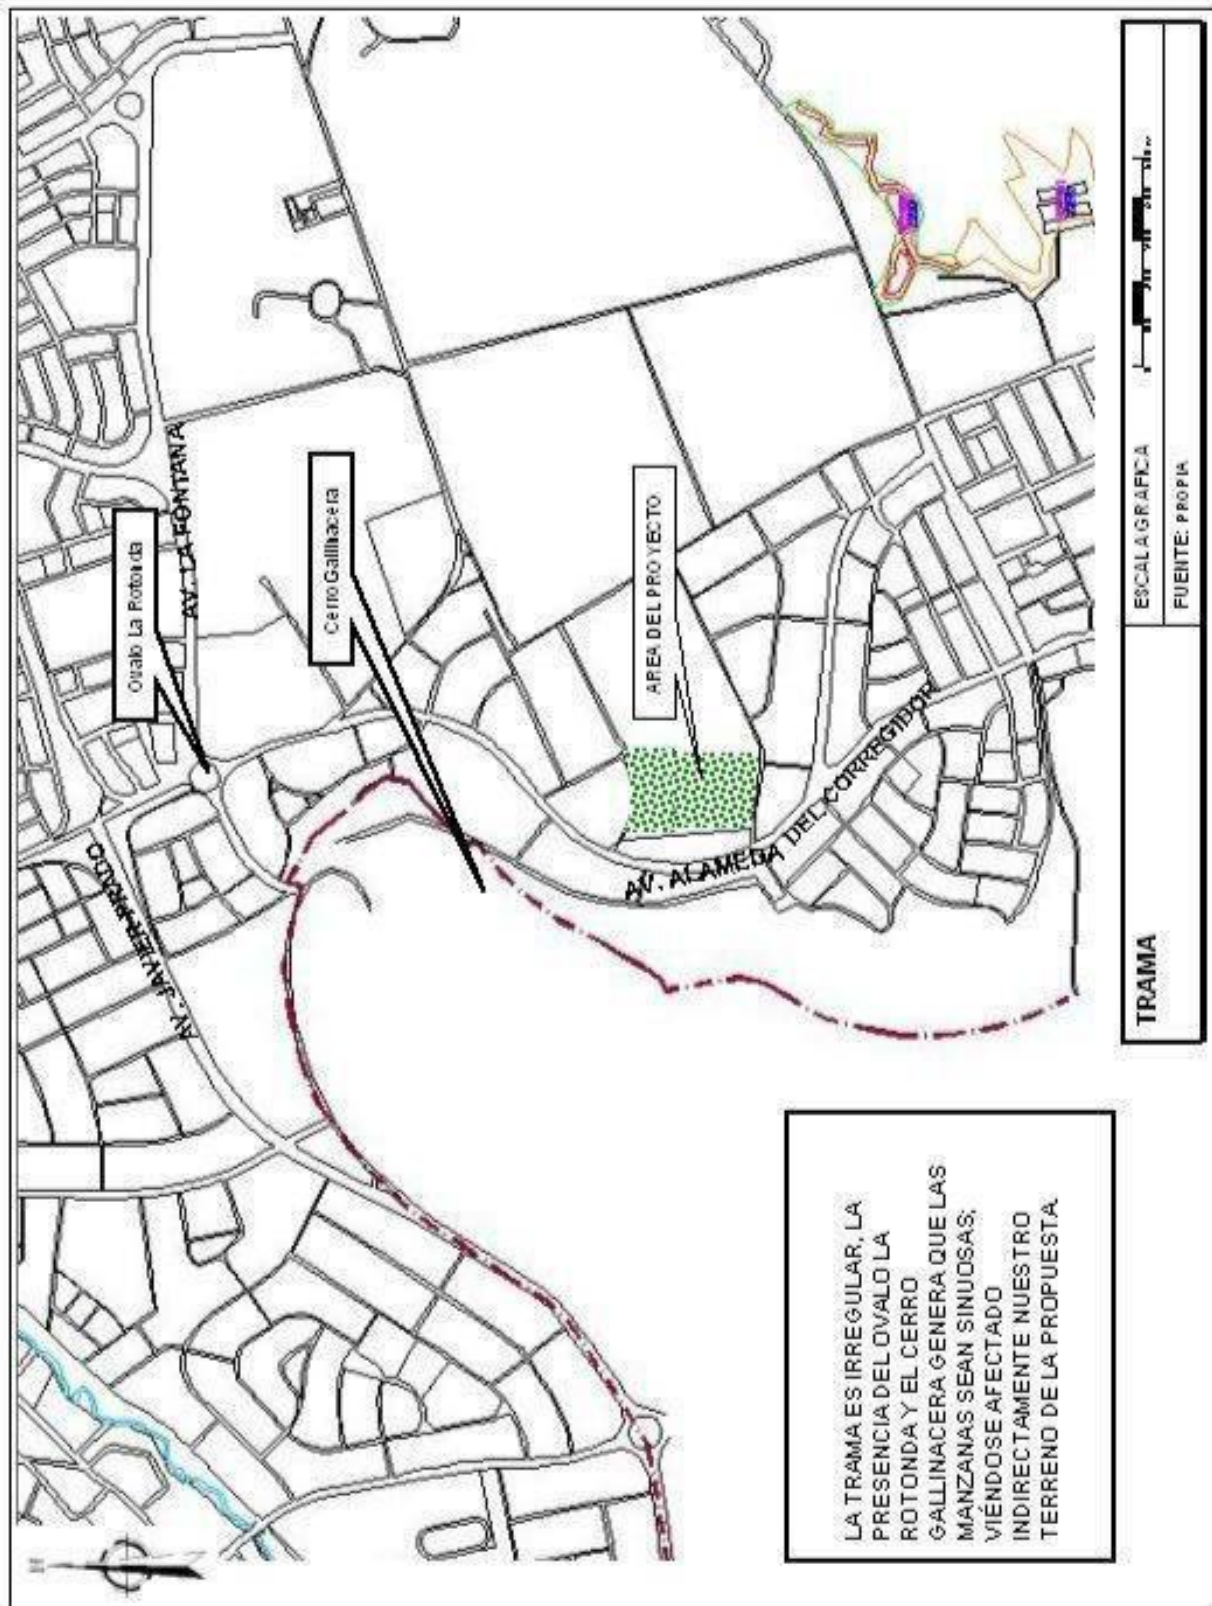 Ovalo La Rotonda
AV. LA FONTANA
Cerro Gallinacera
AREA DEL PROYECTO
AV. JAVIER PRADO
AV. ALAMEDA DEL CORREGIDOR
LA TRAMA ES IRREGULAR, LA
PRESENCIA DEL OVALO LA
ROTONDA Y EL CERRO
GALLINACERA GENERA QUE LAS
MANZANAS SEAN SINUOSAS;
VIÉNDOSE AFECTADO
INDIRECTAMENTE NUESTRO
TERRENO DE LA PROPUESTA.
TRAMA
ESCALA GRAFICA
FUENTE: PROPIA